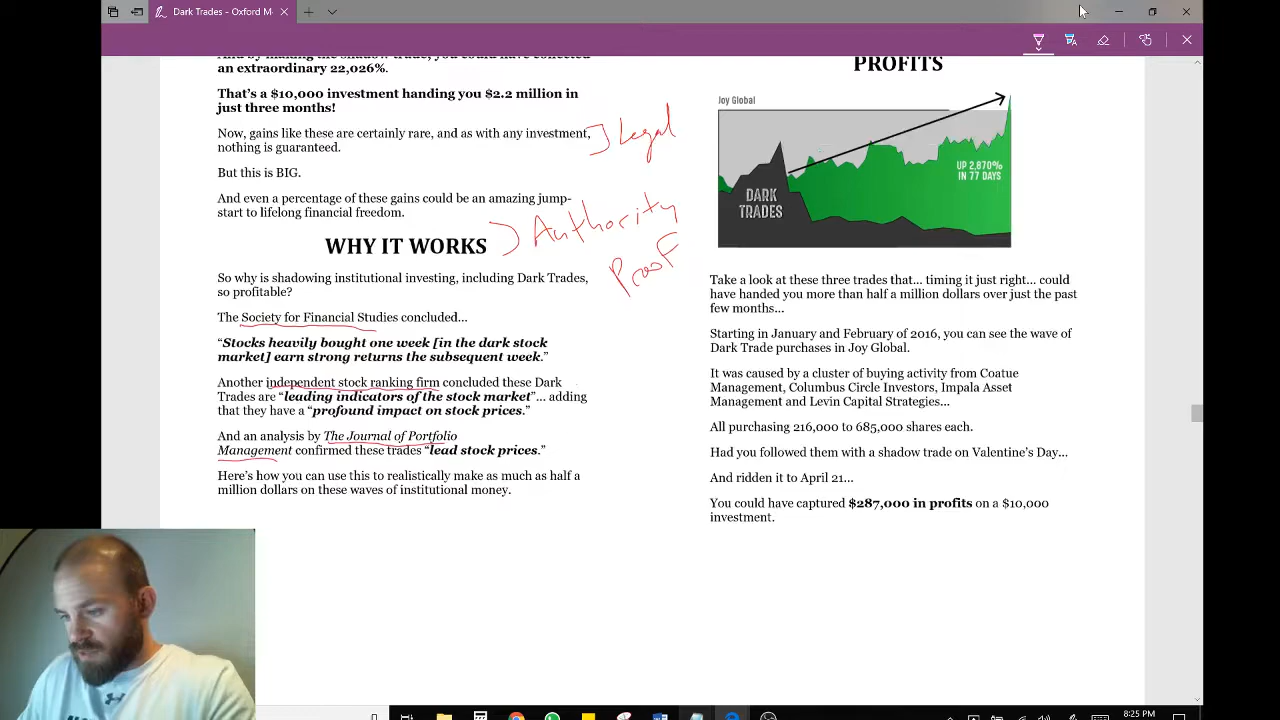 Dark Trades - Oxford M
And by making the shadow trade, you could have collected
an extraordinary 22,026%.
That's a $10,000 investment handing you $2.2 million in
just three months!
Now, gains like these are certainly rare, and as with any investment,
nothing is guaranteed.
Legal
But this is BIG.
And even a percentage of these gains could be an amazing jump-
start to lifelong financial freedom.
WHY IT WORKS
Authority
Proof
So why is shadowing institutional investing, including Dark Trades,
so profitable?
The Society for Financial Studies concluded...
“Stocks heavily bought one week [in the dark stock
market] earn strong returns the subsequent week.”
Another independent stock ranking firm concluded these Dark
Trades are “leading indicators of the stock market”... adding
that they have a “profound impact on stock prices.”
And an analysis by The Journal of Portfolio
Management confirmed these trades “lead stock prices.”
Here's how you can use this to realistically make as much as half a
million dollars on these waves of institutional money.
PROFITS
Joy Global
UP 2,870%
IN 77 DAYS
DARK
TRADES
Take a look at these three trades that... timing it just right... could
have handed you more than half a million dollars over just the past
few months...
Starting in January and February of 2016, you can see the wave of
Dark Trade purchases in Joy Global.
It was caused by a cluster of buying activity from Coatue
Management, Columbus Circle Investors, Impala Asset
Management and Levin Capital Strategies...
All purchasing 216,000 to 685,000 shares each.
Had you followed them with a shadow trade on Valentine's Day...
And ridden it to April 21...
You could have captured $287,000 in profits on a $10,000
investment.
8:25 PM